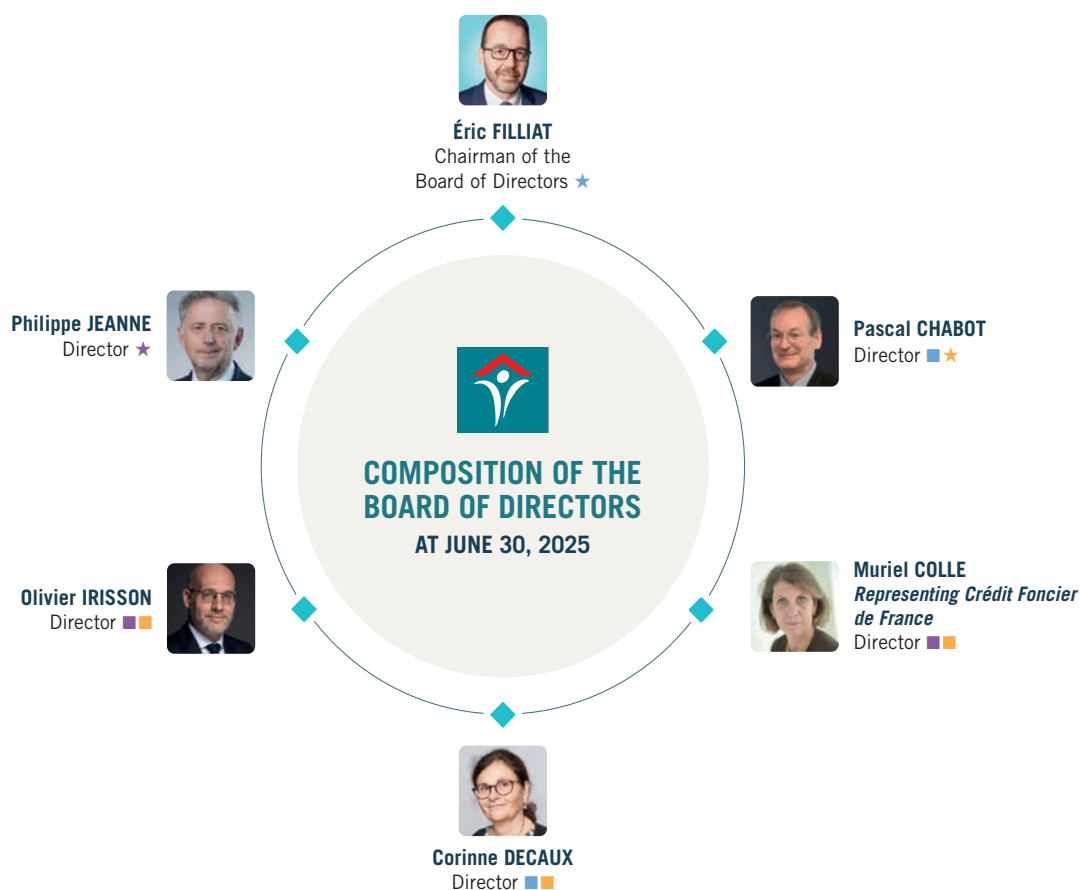 Éric FILLIAT
Chairman of the
Board of Directors ★
Philippe JEANNE
Director ★
Pascal CHABOT
Director ■★
COMPOSITION OF THE
BOARD OF DIRECTORS
AT JUNE 30, 2025
Olivier IRISSON
Director ■■
Muriel COLLE
Representing Crédit Foncier
de France
Director ■■
Corinne DECAUX
Director ■■